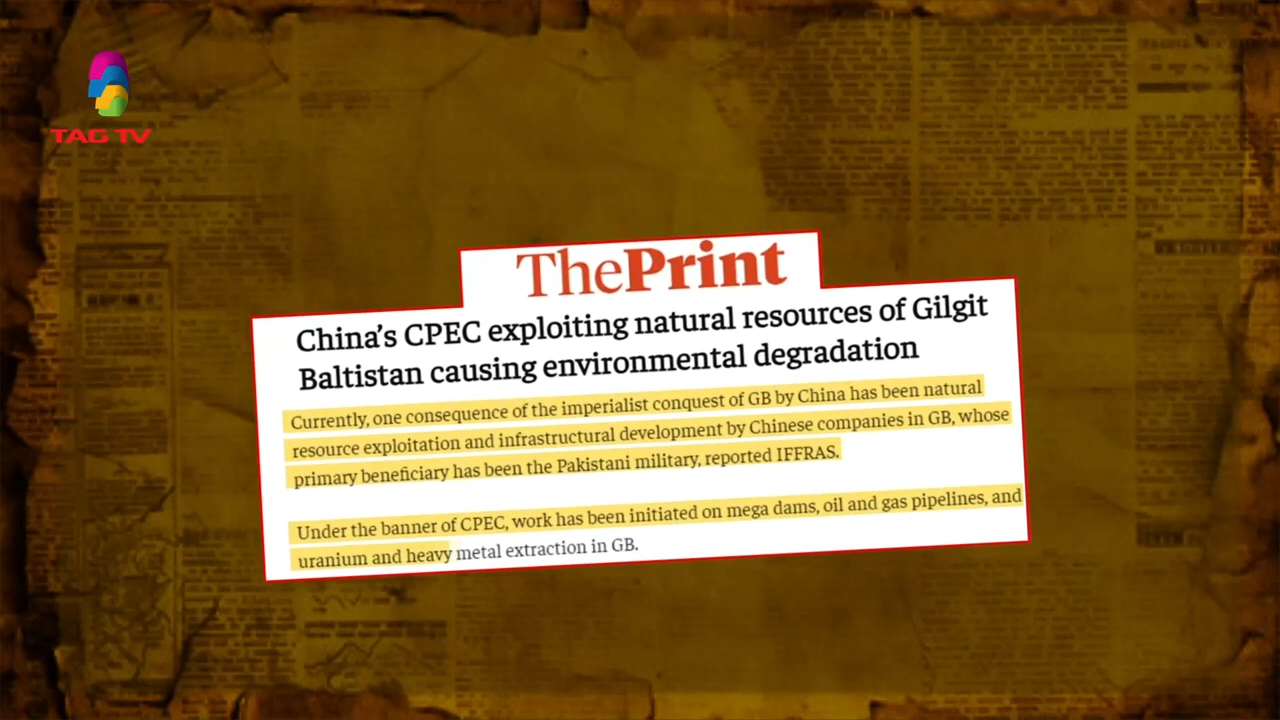 TAG TV
ThePrint
China's CPEC exploiting natural resources of Gilgit
Baltistan causing environmental degradation
Currently, one consequence of the imperialist conquest of GB by China has been natural
resource exploitation and infrastructural development by Chinese companies in GB, whose
primary beneficiary has been the Pakistani military, reported IFFRAS.
Under the banner of CPEC, work has been initiated on mega dams, oil and gas pipelines, and
uranium and heavy metal extraction in GB.